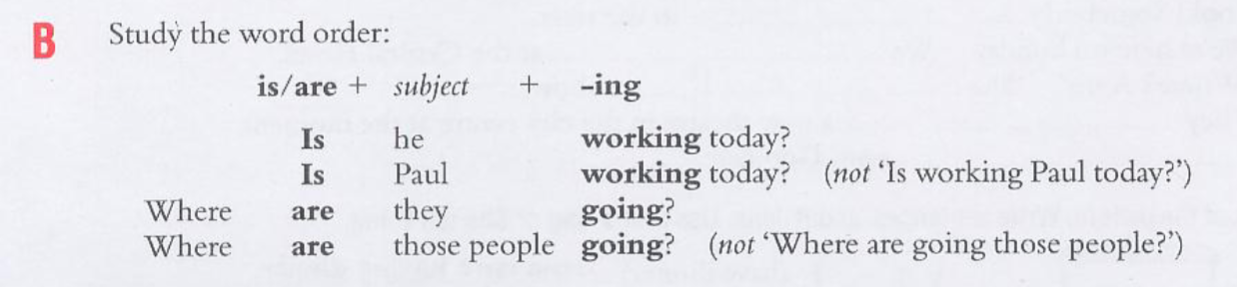 B Study the word order:
is/are + subject + -ing
Is he working today?
Is Paul working today? (not ‘Is working Paul today?’)
Where are they going?
Where are those people going? (not ‘Where are going those people?’)